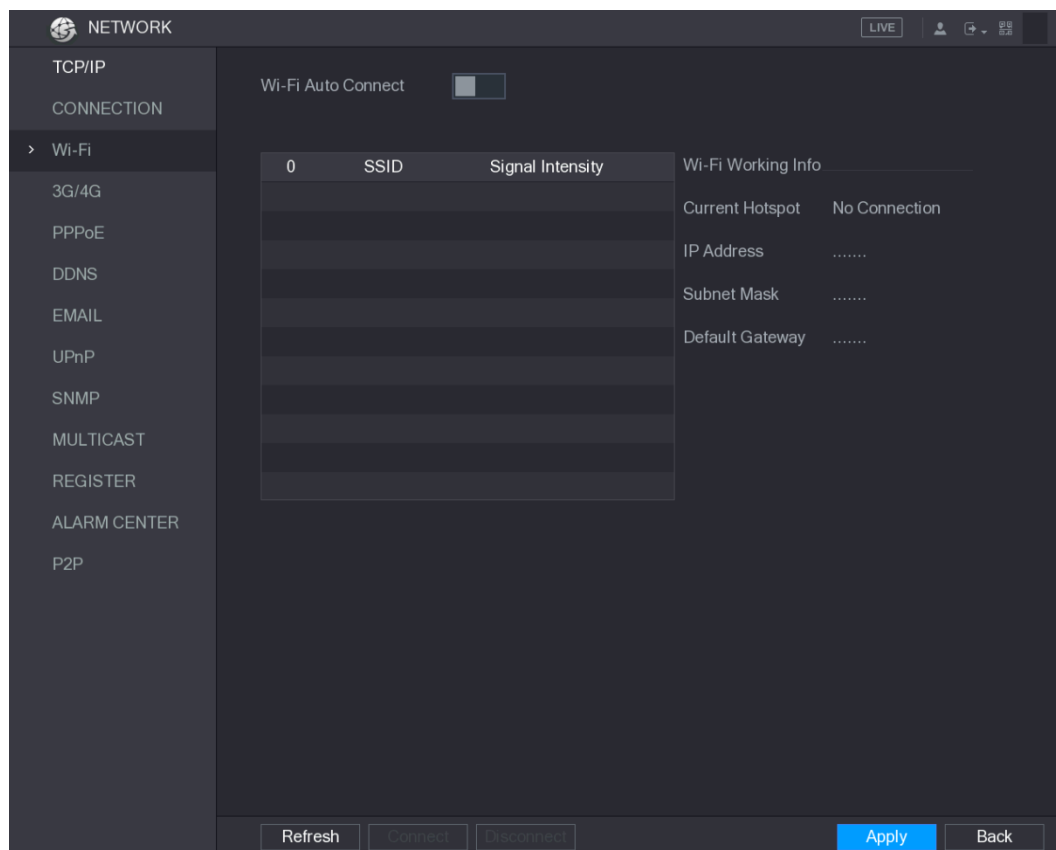 NETWORK
LIVE
TCP/IP
CONNECTION
> Wi-Fi
3G/4G
PPPoE
DDNS
EMAIL
UPnP
SNMP
MULTICAST
REGISTER
ALARM CENTER
P2P
Wi-Fi Auto Connect
0 SSID Signal Intensity
Wi-Fi Working Info
Current Hotspot No Connection
IP Address .......
Subnet Mask .......
Default Gateway .......
Refresh Connect Disconnect Apply Back